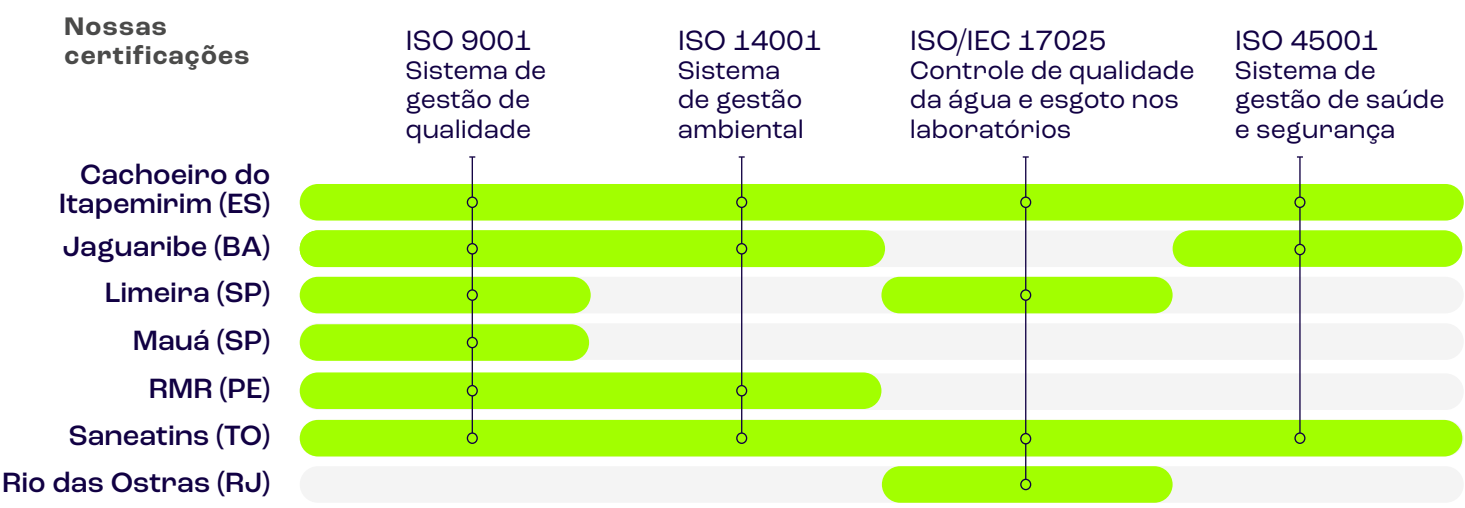 Nossas
certificações
ISO 9001
Sistema de
gestão de
qualidade
ISO 14001
Sistema
de gestão
ambiental
ISO/IEC 17025
Controle de qualidade
da água e esgoto nos
laboratórios
ISO 45001
Sistema de
gestão de saúde
e segurança
Cachoeiro do
Itapemirim (ES)
Jaguaribe (BA)
Limeira (SP)
Mauá (SP)
RMR (PE)
Saneatins (TO)
Rio das Ostras (RJ)